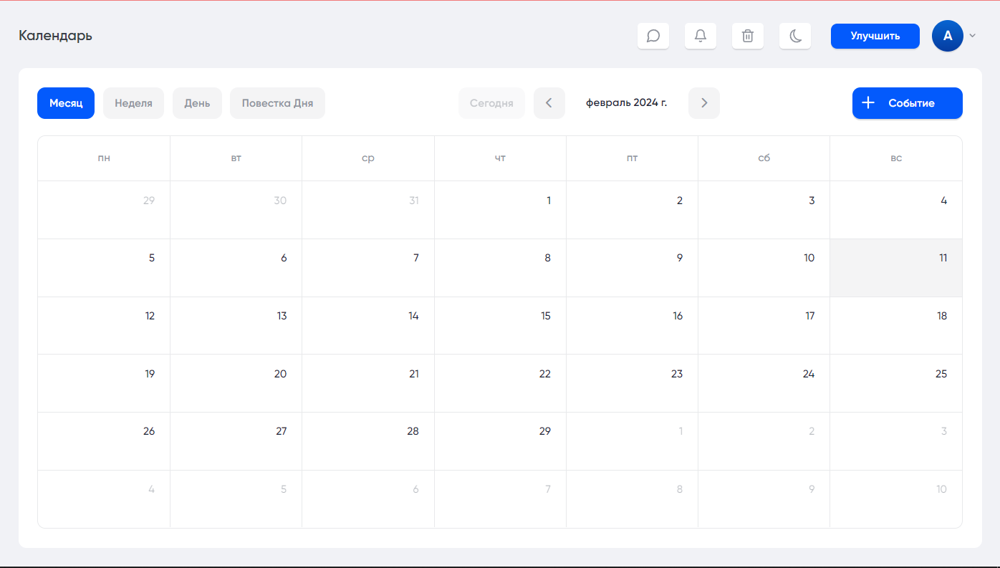 Календарь
Улучшить
А
Месяц Неделя День Повестка Дня Сегодня февраль 2024 г. Событие
пн вт ср чт пт сб вс
29 30 31 1 2 3 4
5 6 7 8 9 10 11
12 13 14 15 16 17 18
19 20 21 22 23 24 25
26 27 28 29 1 2 3
4 5 6 7 8 9 10